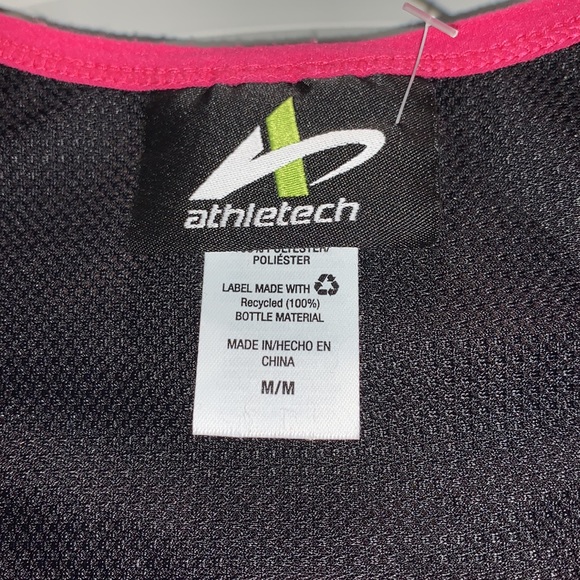 athletech
POLIÉSTER
LABEL MADE WITH
Recycled (100%)
BOTTLE MATERIAL
MADE IN/HECHO EN
CHINA
M/M